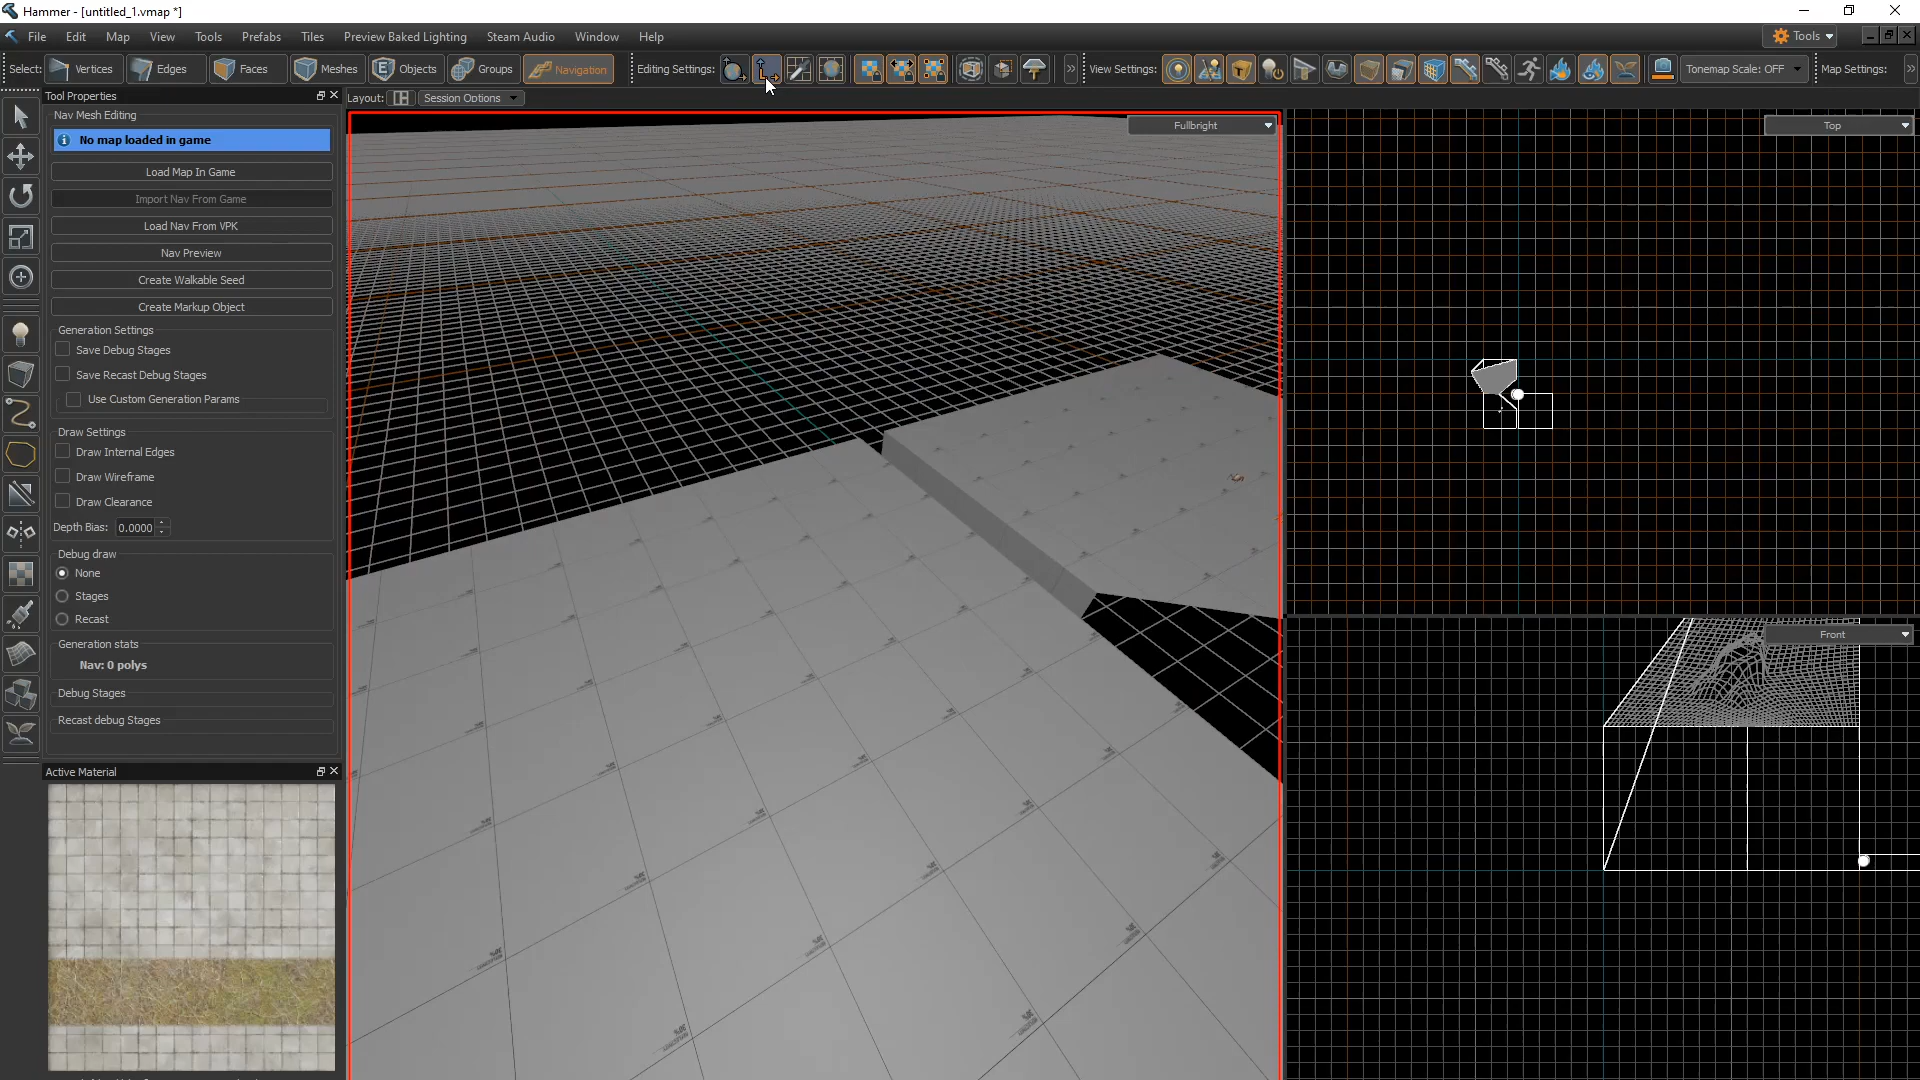 Hammer - [untitled_1.vmap *]
File Edit Map View Tools Prefabs Tiles Preview Baked Lighting Steam Audio Window Help Tools
Select: Vertices Edges Faces Meshes Objects Groups Navigation Editing Settings: View Settings: Tonemap Scale: OFF Map Settings:
Tool Properties
Layout: Session Options
Nav Mesh Editing
No map loaded in game
Load Map In Game
Import Nav From Game
Load Nav From VPK
Nav Preview
Create Walkable Seed
Create Markup Object
Generation Settings
Save Debug Stages
Save Recast Debug Stages
Use Custom Generation Params
Draw Settings
Draw Internal Edges
Draw Wireframe
Draw Clearance
Depth Bias: 0.0000
Debug draw
None
Stages
Recast
Generation stats
Nav: 0 polys
Debug Stages
Recast debug Stages
Active Material
Fullbright
Top
Front